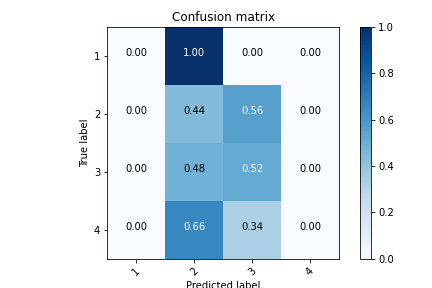 Confusion matrix
1 0.00 1.00 0.00 0.00
2 0.00 0.44 0.56 0.00
3 0.00 0.48 0.52 0.00
4 0.00 0.66 0.34 0.00
True label
1 2 3 4
Predicted label
1.0
0.8
0.6
0.4
0.2
0.0